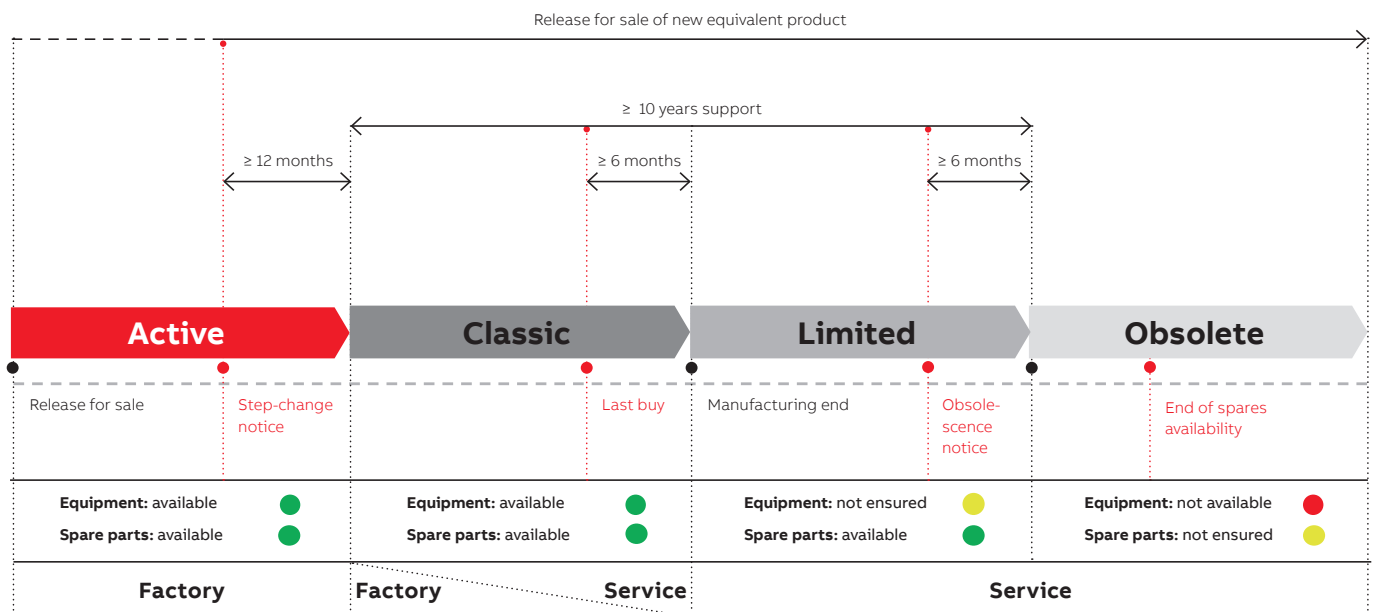 Release for sale of new equivalent product
≥ 10 years support
≥ 12 months
≥ 6 months
≥ 6 months
Active
Classic
Limited
Obsolete
Release for sale
Step-change
notice
Last buy
Manufacturing end
Obsole-
scence
notice
End of spares
availability
Equipment: available
Spare parts: available
Equipment: available
Spare parts: available
Equipment: not ensured
Spare parts: available
Equipment: not available
Spare parts: not ensured
Factory
Factory
Service
Service